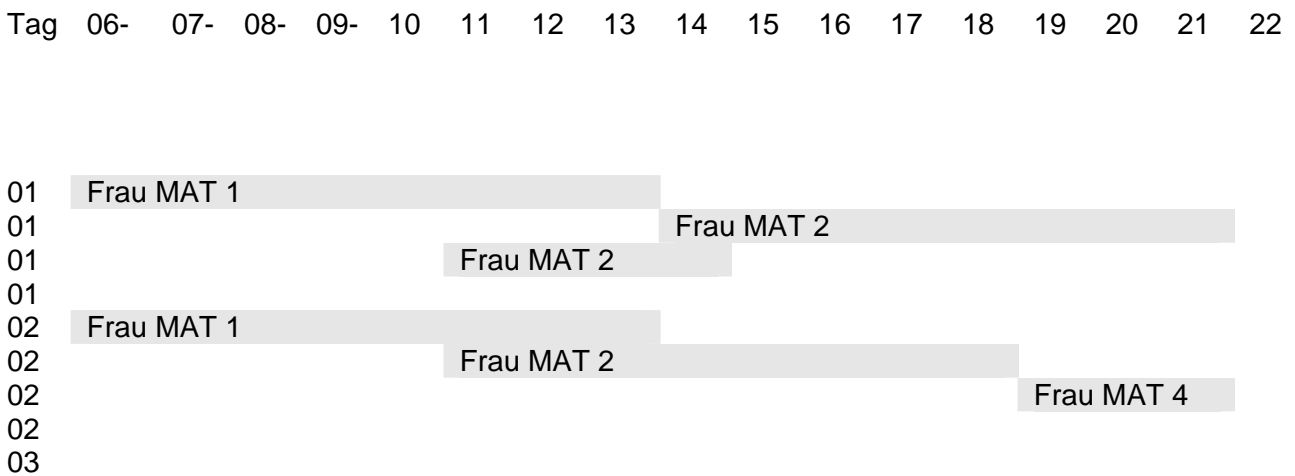 Tag 06- 07- 08- 09- 10 11 12 13 14 15 16 17 18 19 20 21 22
01 Frau MAT 1
01 Frau MAT 2
01 Frau MAT 2
01
02 Frau MAT 1
02 Frau MAT 2
02 Frau MAT 4
02
03